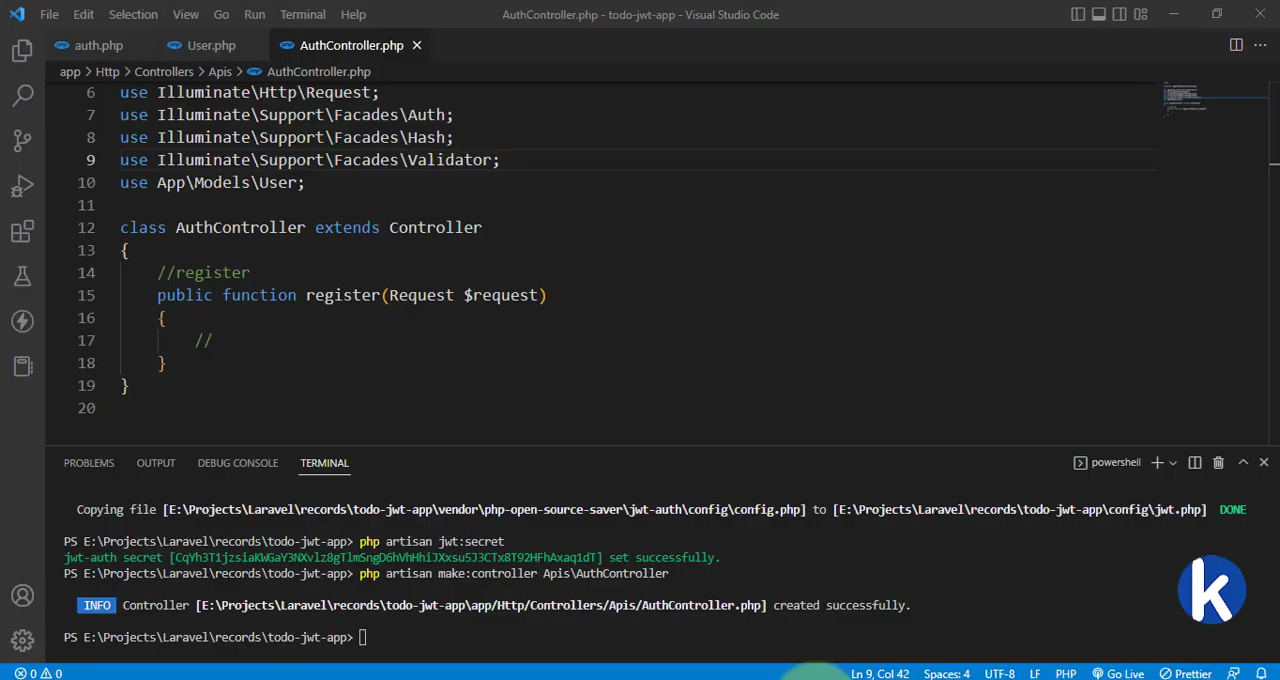 File Edit Selection View Go Run Terminal Help AuthController.php - todo-jwt-app - Visual Studio Code
auth.php User.php AuthController.php
app > Http > Controllers > Apis > AuthController.php
6 use Illuminate\Http\Request;
7 use Illuminate\Support\Facades\Auth;
8 use Illuminate\Support\Facades\Hash;
9 use Illuminate\Support\Facades\Validator;
10 use App\Models\User;
11
12 class AuthController extends Controller
13 {
14 //register
15 public function register(Request $request)
16 {
17 //
18 }
19 }
20
PROBLEMS OUTPUT DEBUG CONSOLE TERMINAL powershell
Copying file [E:\Projects\Laravel\records\todo-jwt-app\vendor\php-open-source-saver\jwt-auth\config\config.php] to [E:\Projects\Laravel\records\todo-jwt-app\config\jwt.php] DONE
PS E:\Projects\Laravel\records\todo-jwt-app> php artisan jwt:secret
jwt-auth secret [CqYh3T1jzsiaKWGaY3NXvlz8gTlmSngD6hVhHhiJXxsu5J3CTx8T92HFhAxaq1dT] set successfully.
PS E:\Projects\Laravel\records\todo-jwt-app> php artisan make:controller Apis\AuthController
INFO Controller [E:\Projects\Laravel\records\todo-jwt-app\app/Http/Controllers/Apis/AuthController.php] created successfully.
PS E:\Projects\Laravel\records\todo-jwt-app>
k
0 0 Ln 9, Col 42 Spaces: 4 UTF-8 LF PHP Go Live Prettier